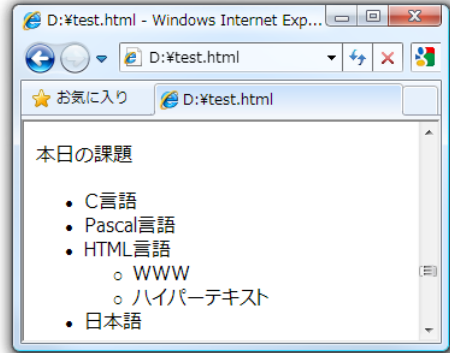 D:¥test.html - Windows Internet Exp...
D:¥test.html
お気に入り
D:¥test.html
本日の課題
C言語
Pascal言語
HTML言語
WWW
ハイパーテキスト
日本語